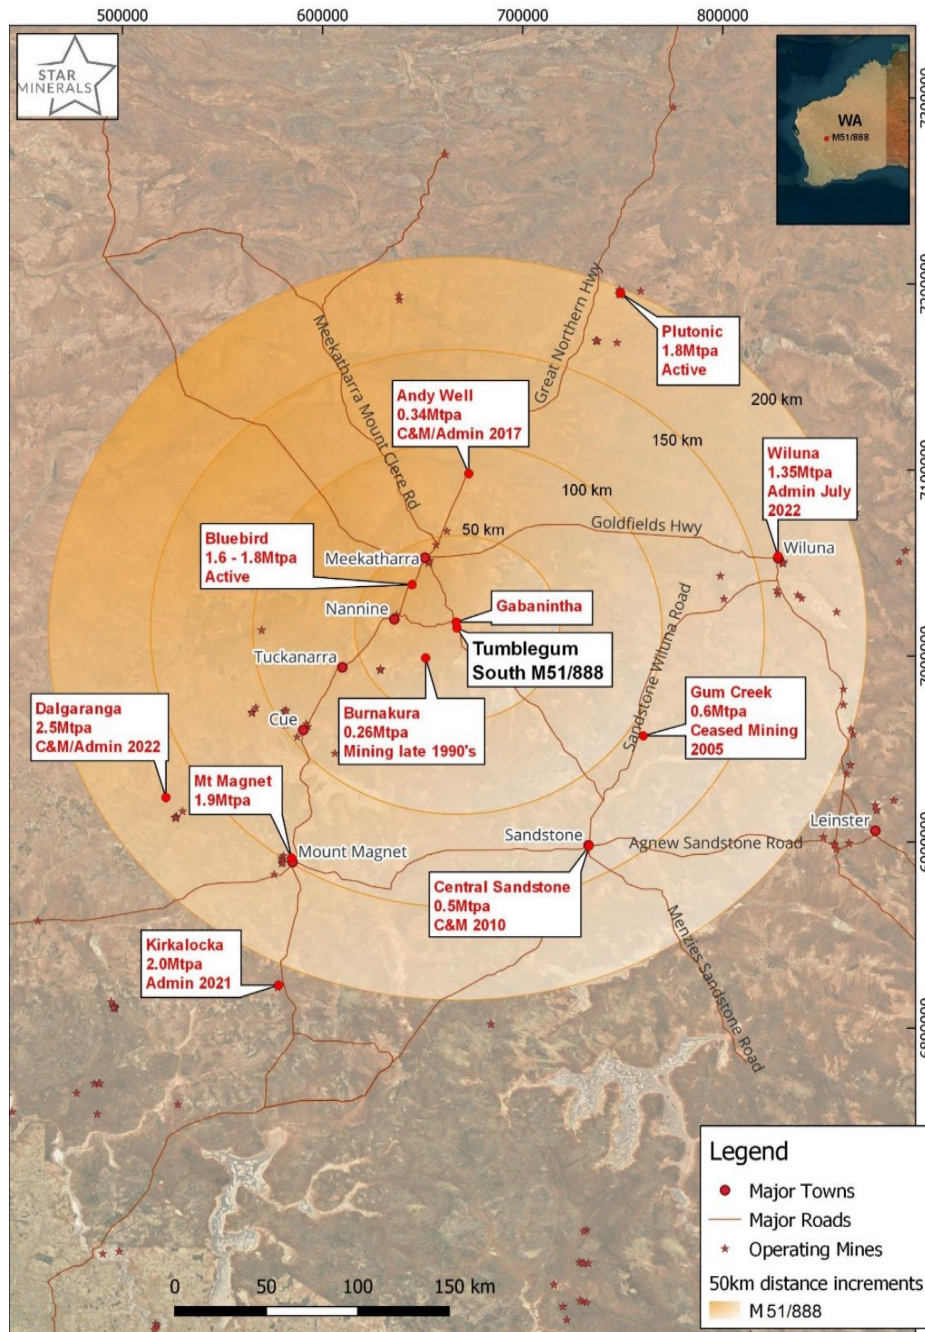 500000
600000
700000
800000
STAR
MINERALS
WA
M51/888
7300000
7200000
7100000
7000000
6900000
6800000
Great Northern Hwy
Meekatharra Mount Clere Rd
Plutonic
1.8Mtpa
Active
200 km
150 km
100 km
50 km
Andy Well
0.34Mtpa
C&M/Admin 2017
Wiluna
1.35Mtpa
Admin July
2022
Goldfields Hwy
Wiluna
Bluebird
1.6 - 1.8Mtpa
Active
Meekatharra
Nannine
Gabanintha
Tumblegum
South M51/888
Tuckanarra
Sandstone Wiluna Road
Dalgaranga
2.5Mtpa
C&M/Admin 2022
Cue
Burnakura
0.26Mtpa
Mining late 1990's
Gum Creek
0.6Mtpa
Ceased Mining
2005
Mt Magnet
1.9Mtpa
Mount Magnet
Sandstone
Agnew Sandstone Road
Leinster
Central Sandstone
0.5Mtpa
C&M 2010
Menzies Sandstone Road
Kirkalocka
2.0Mtpa
Admin 2021
Legend
Major Towns
Major Roads
Operating Mines
50km distance increments
M51/888
0 50 100 150 km